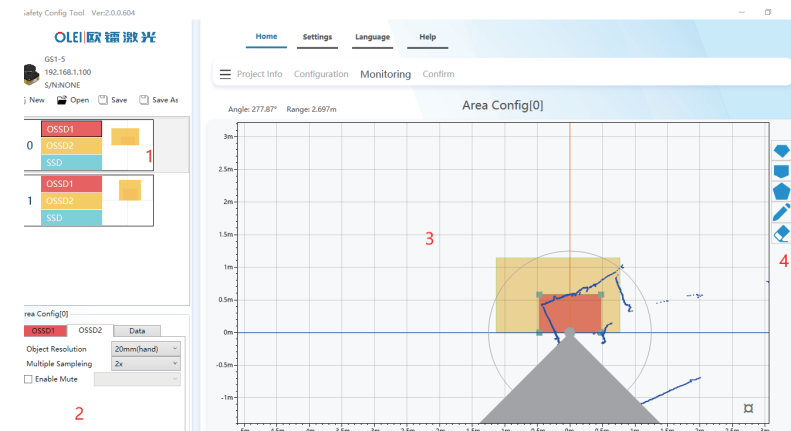 Safety Config Tool Ver:2.0.0.604
OLEI欧镭激光
GS1-5
192.168.1.100
S/N:NONE
New Open Save Save As
Home Settings Language Help
Project Info Configuration Monitoring Confirm
Angle: 277.87° Range: 2.697m
Area Config[0]
0
OSSD1
OSSD2
SSD
1
1
OSSD1
OSSD2
SSD
3m
2.5m
2m
1.5m
1m
0.5m
0m
-0.5m
-1m
3
4
rea Config[0]
OSSD1 OSSD2 Data
Object Resolution 20mm(hand)
Multiple Sampleing 2x
Enable Mute
2